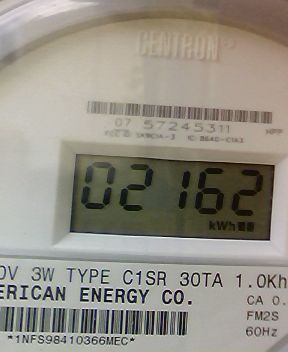 CENTRON
07 57245311
HPP
02162
kWh
0V 3W TYPE C1SR 30TA 1.0Kh
ERICAN ENERGY CO.
CA 0.
FM2S
60Hz
*1NFS98410366MEC*